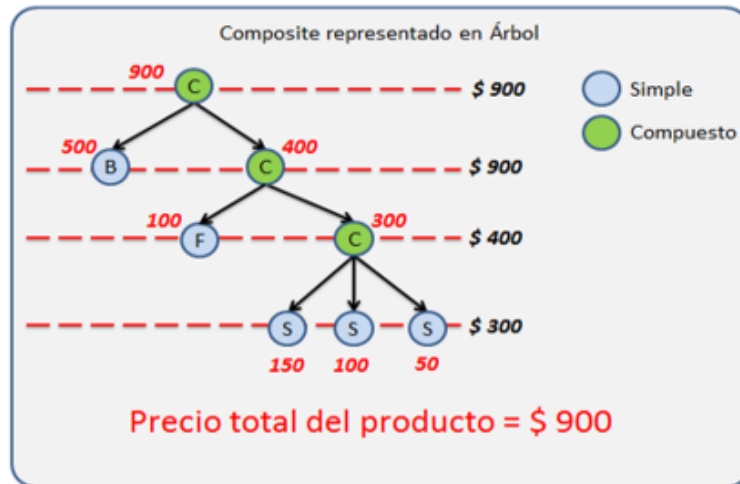 Composite representado en Árbol
900
C
$ 900
Simple
Compuesto
500
B
400
C
$ 900
100
F
300
C
$ 400
S
S
S
$ 300
150
100
50
Precio total del producto = $ 900